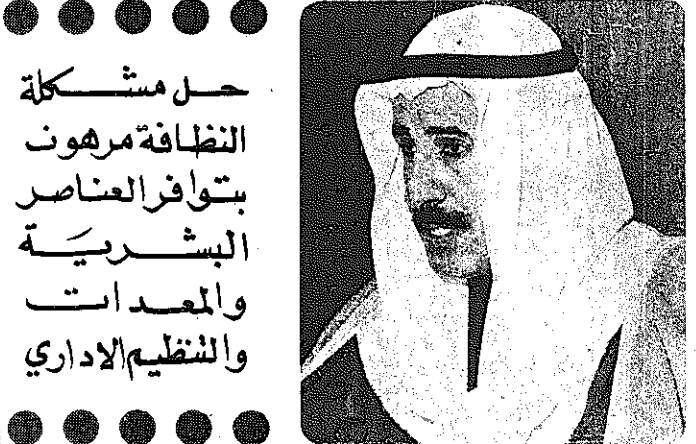 حل مشكلة
النظافة مرهون
بتوافر العناصر
البشرية
والمعدات
والتنظيم الاداري